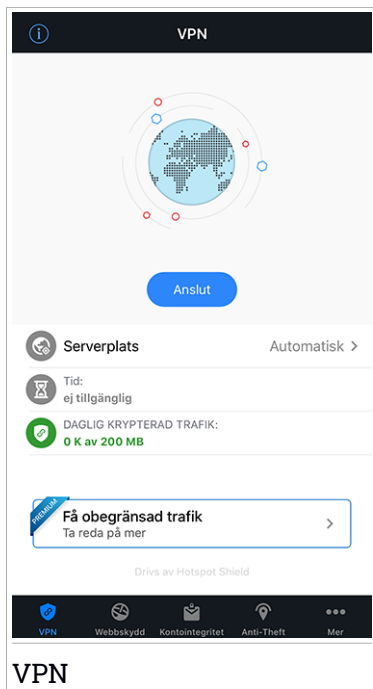 VPN
Anslut
Serverplats
Automatisk
Tid:
ej tillgänglig
DAGLIG KRYPTERAD TRAFIK:
0 K av 200 MB
PREMIUM
Få obegränsad trafik
Ta reda på mer
Drivs av Hotspot Shield
VPN Webbskydd Kontointegritet Anti-Theft Mer
VPN